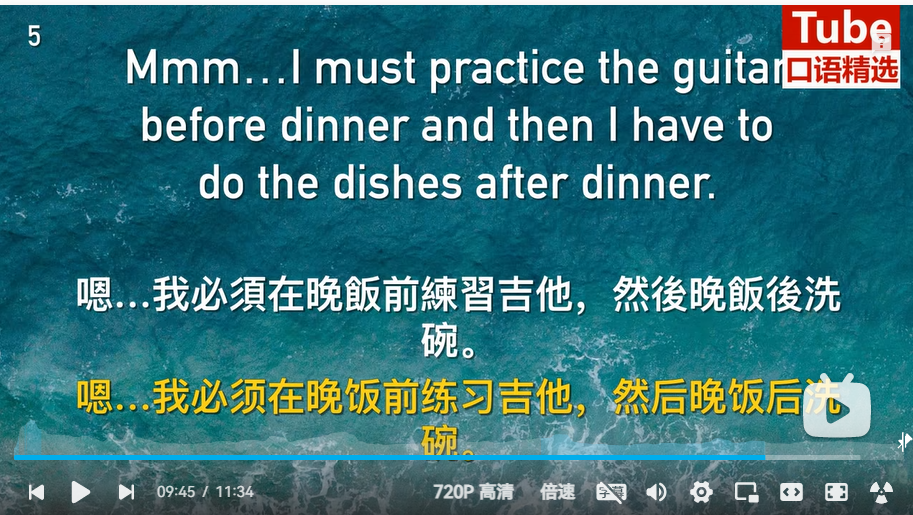 5
Tube
口语精选
Mmm...I must practice the guitar
before dinner and then I have to
do the dishes after dinner.
嗯…我必須在晚飯前練習吉他，然後晚飯後洗
碗。
嗯…我必须在晚饭前练习吉他，然后晚饭后洗
碗。
09:45 / 11:34 720P 高清 倍速 字幕